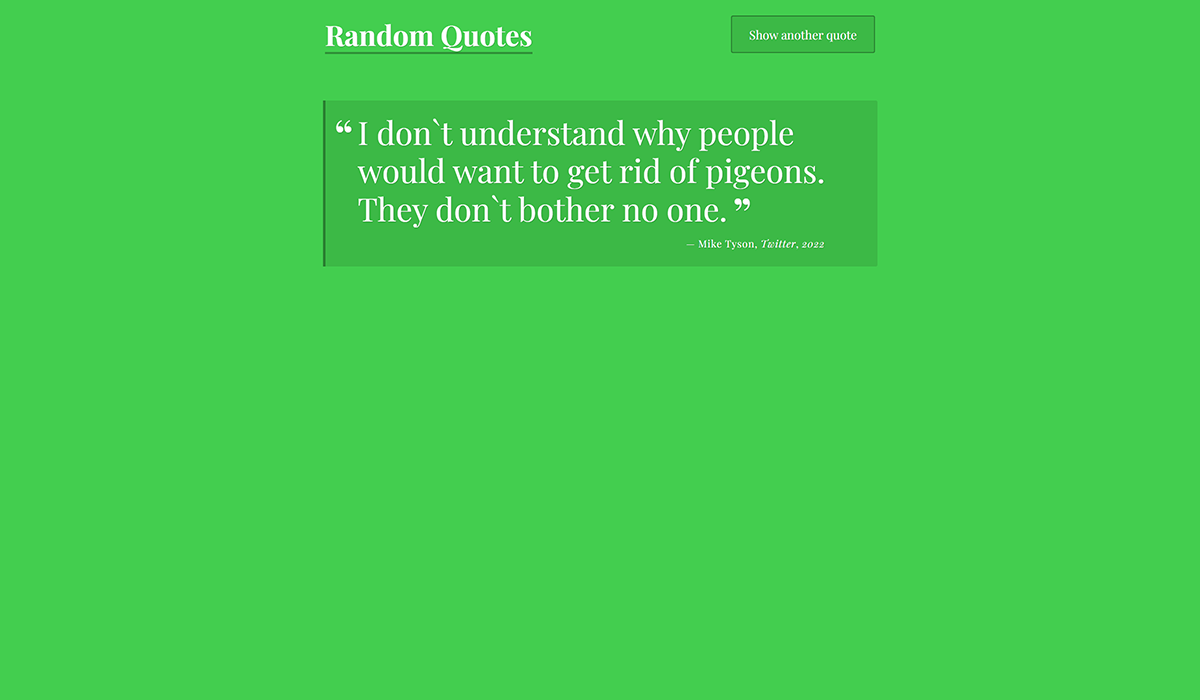 Random Quotes
Show another quote
“ I don`t understand why people
would want to get rid of pigeons.
They don`t bother no one. ”
— Mike Tyson, Twitter, 2022